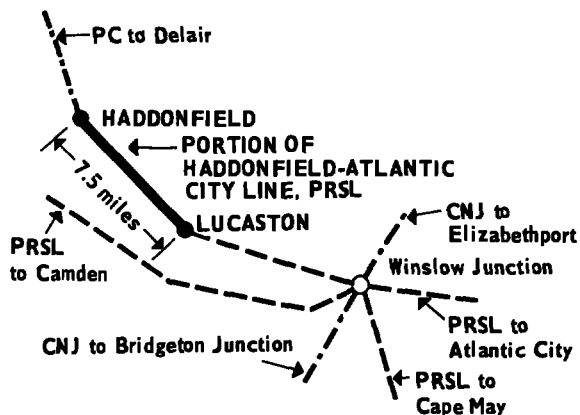 PC to Delair
HADDONFIELD
PORTION OF
HADDONFIELD-ATLANTIC
CITY LINE, PRSL
7.5 miles
LUCASTON
PRSL
to Camden
CNJ to
Elizabethport
Winslow Junction
PRSL to
Atlantic City
CNJ to Bridgeton Junction
PRSL to
Cape May